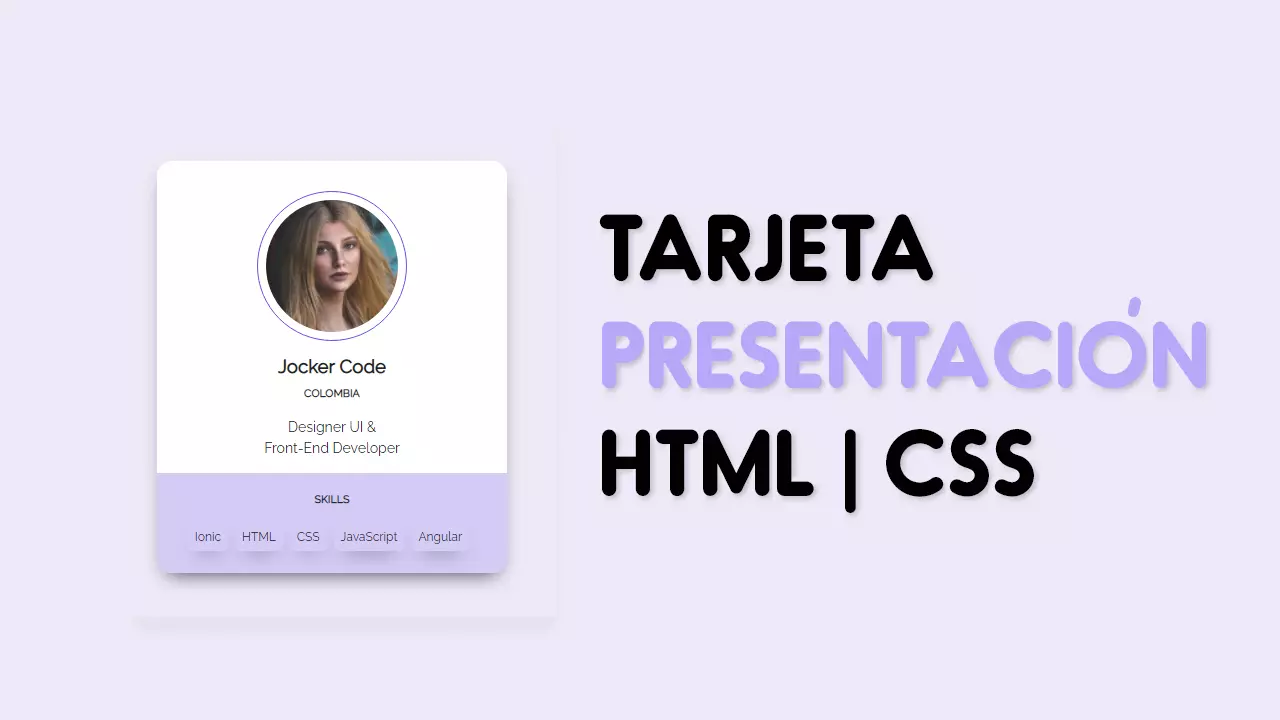 Jocker Code
COLOMBIA
Designer UI &
Front-End Developer
SKILLS
Ionic HTML CSS JavaScript Angular
TARJETA
PRESENTACIÓN
HTML | CSS